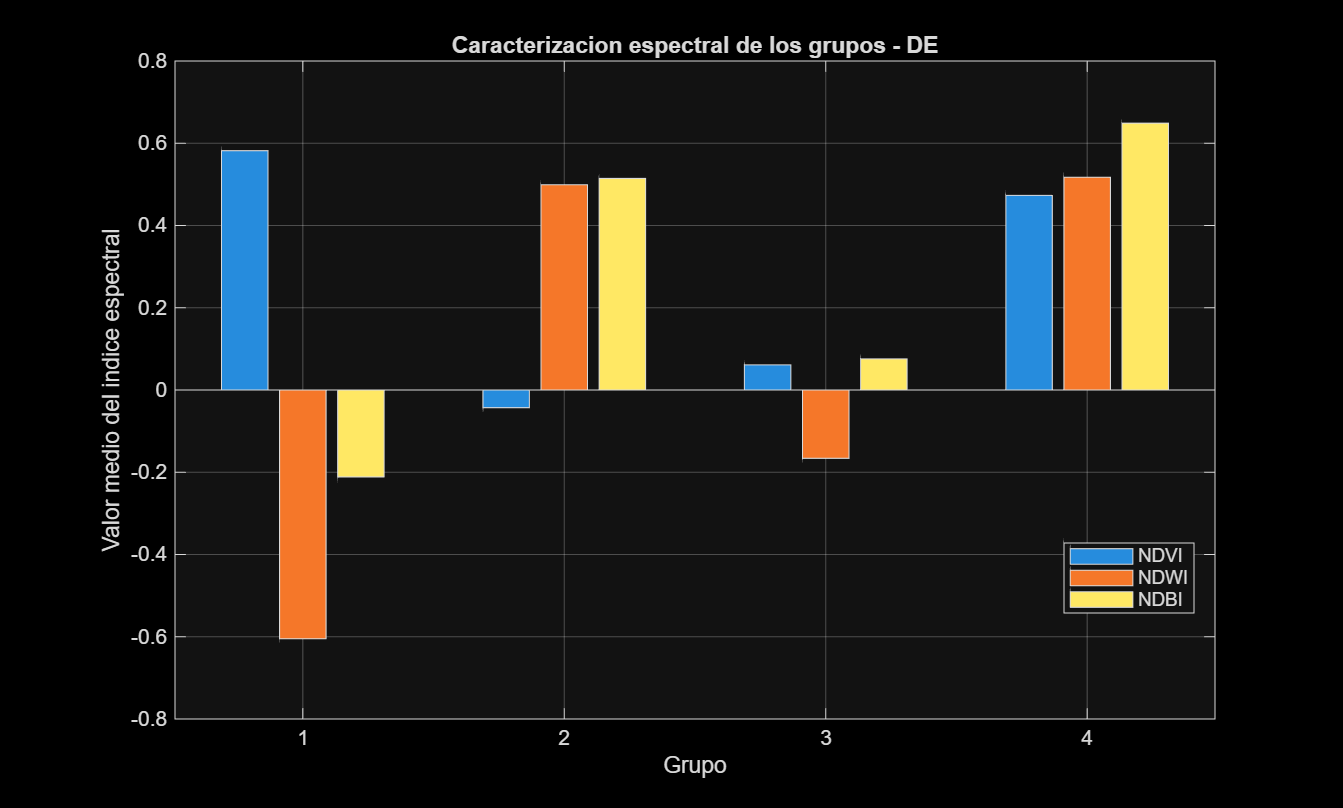 Caracterizacion espectral de los grupos - DE
0.8
0.6
0.4
0.2
0
-0.2
-0.4
-0.6
-0.8
Valor medio del indice espectral
NDVI
NDWI
NDBI
1 2 3 4
Grupo